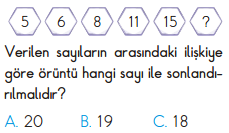 5 6 8 11 15 ?
Verilen sayıların arasındaki ilişkiye
göre örüntü hangi sayı ile sonlandı-
rılmalıdır?
A. 20 B. 19 C. 18